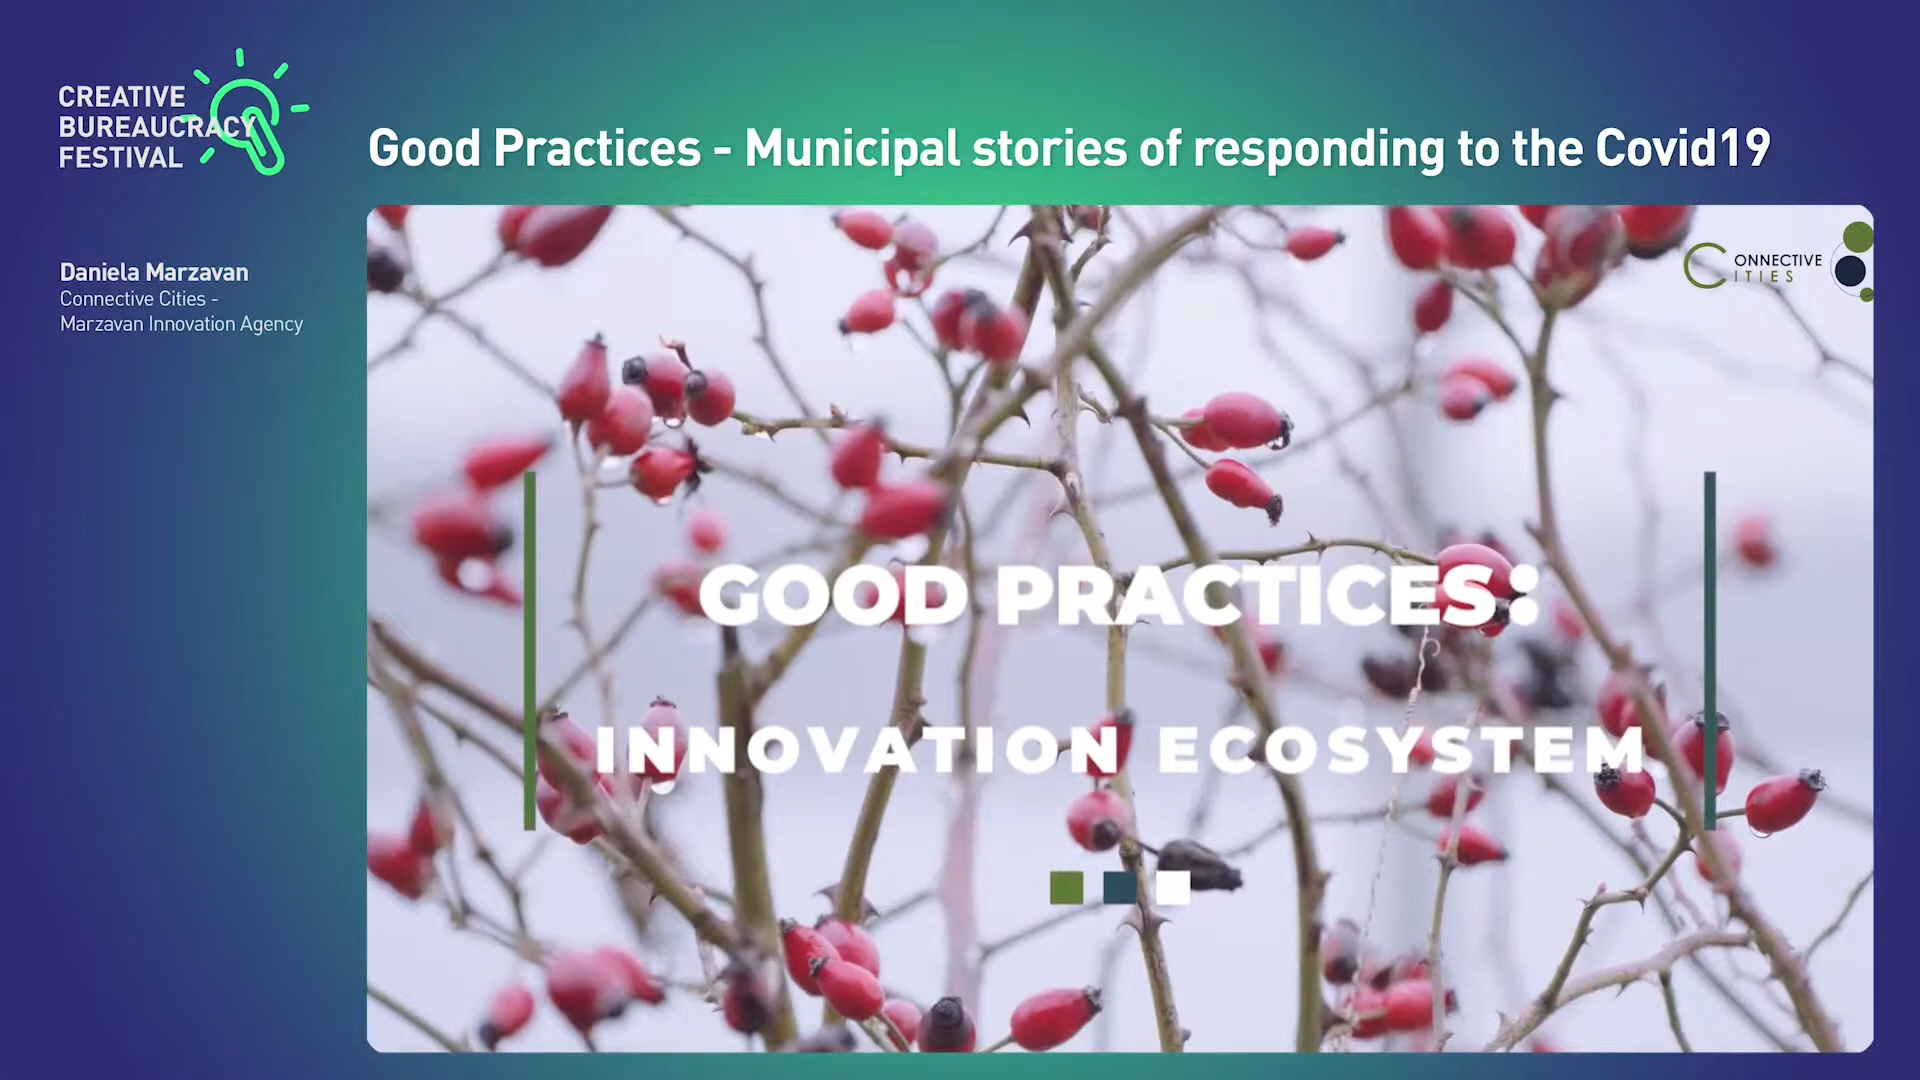 CREATIVE
BUREAUCRACY
FESTIVAL
Good Practices - Municipal stories of responding to the Covid19
Daniela Marzavan
Connective Cities -
Marzavan Innovation Agency
CONNECTIVE
CITIES
GOOD PRACTICES:
INNOVATION ECOSYSTEM